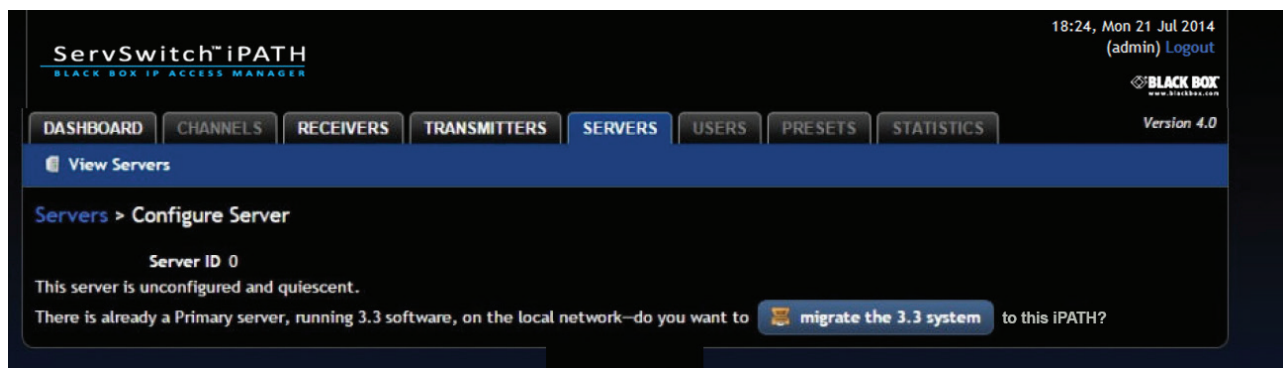 18:24, Mon 21 Jul 2014
(admin) Logout
ServSwitch™ iPATH
BLACK BOX IP ACCESS MANAGER
BLACK BOX
www.blackbox.com
DASHBOARD CHANNELS RECEIVERS TRANSMITTERS SERVERS USERS PRESETS STATISTICS Version 4.0
View Servers
Servers > Configure Server
Server ID 0
This server is unconfigured and quiescent.
There is already a Primary server, running 3.3 software, on the local network—do you want to migrate the 3.3 system to this iPATH?